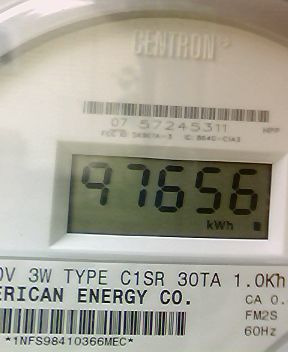 CENTRON
07 57245311
97656
kWh
0V 3W TYPE C1SR 30TA 1.0Kh
ERICAN ENERGY CO. CA 0.
FM2S
*1NFS98410366MEC* 60Hz